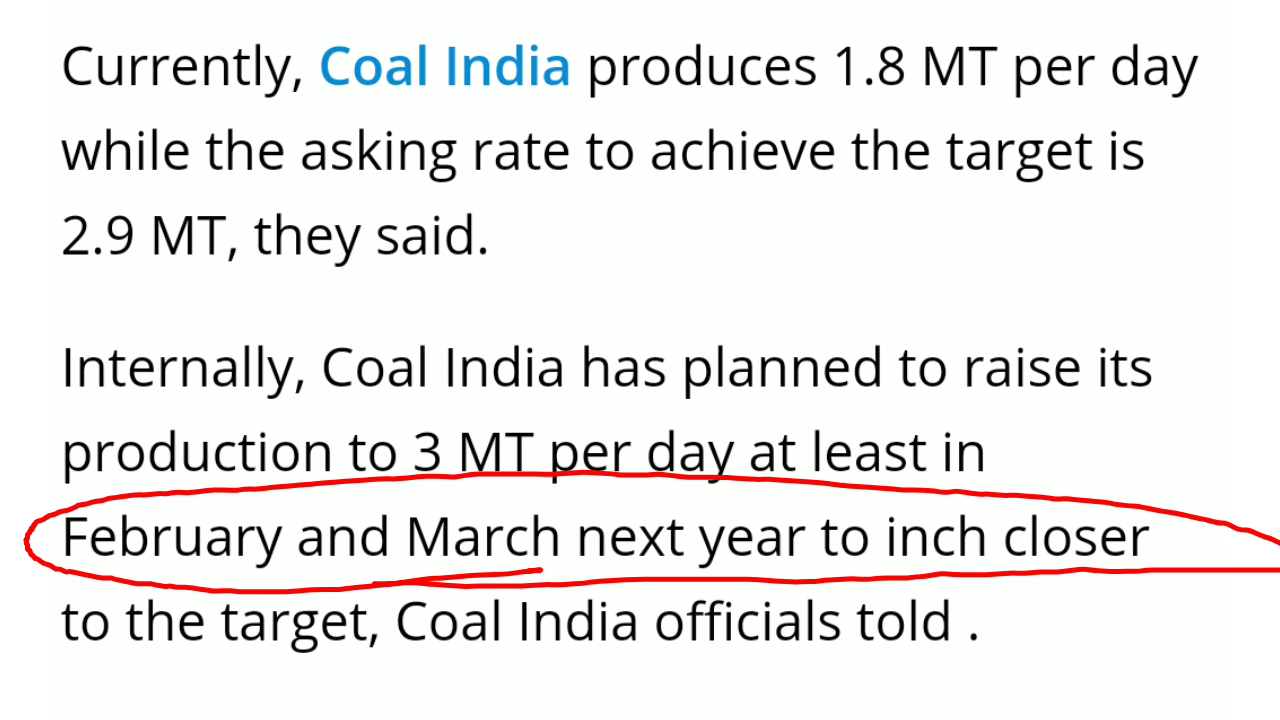 Currently, Coal India produces 1.8 MT per day
while the asking rate to achieve the target is
2.9 MT, they said.
Internally, Coal India has planned to raise its
production to 3 MT per day at least in
February and March next year to inch closer
to the target, Coal India officials told .